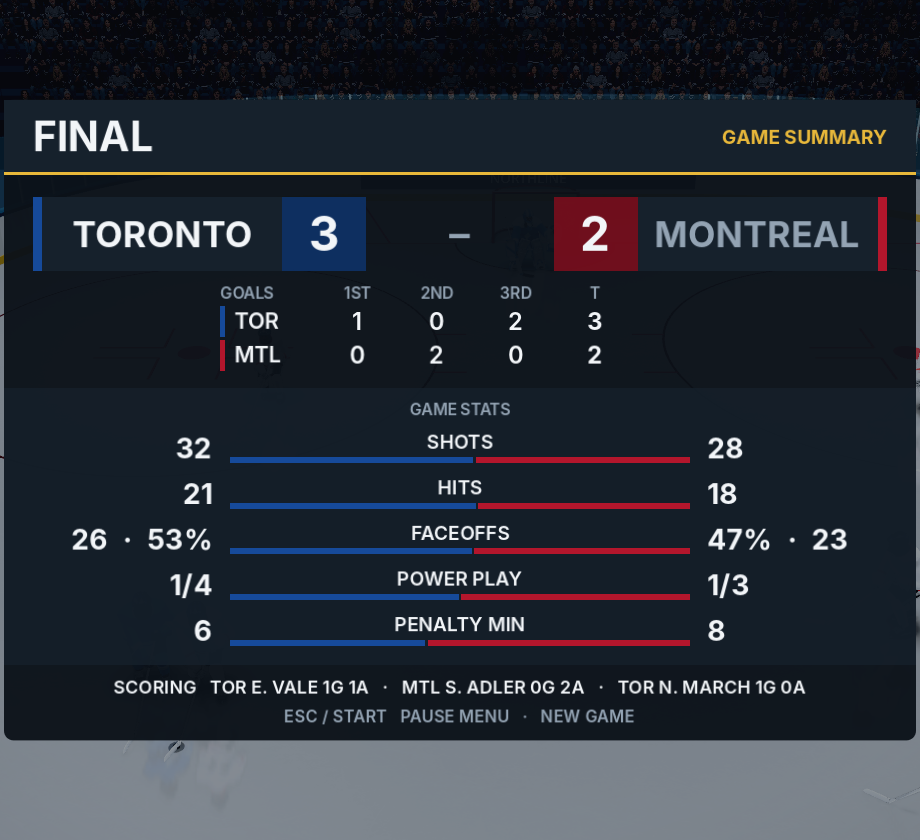 FINAL GAME SUMMARY
TORONTO 3 – 2 MONTREAL
GOALS 1ST 2ND 3RD T
TOR 1 0 2 3
MTL 0 2 0 2
GAME STATS
32 SHOTS 28
21 HITS 18
26 · 53% FACEOFFS 47% · 23
1/4 POWER PLAY 1/3
6 PENALTY MIN 8
SCORING TOR E. VALE 1G 1A · MTL S. ADLER 0G 2A · TOR N. MARCH 1G 0A
ESC / START PAUSE MENU · NEW GAME